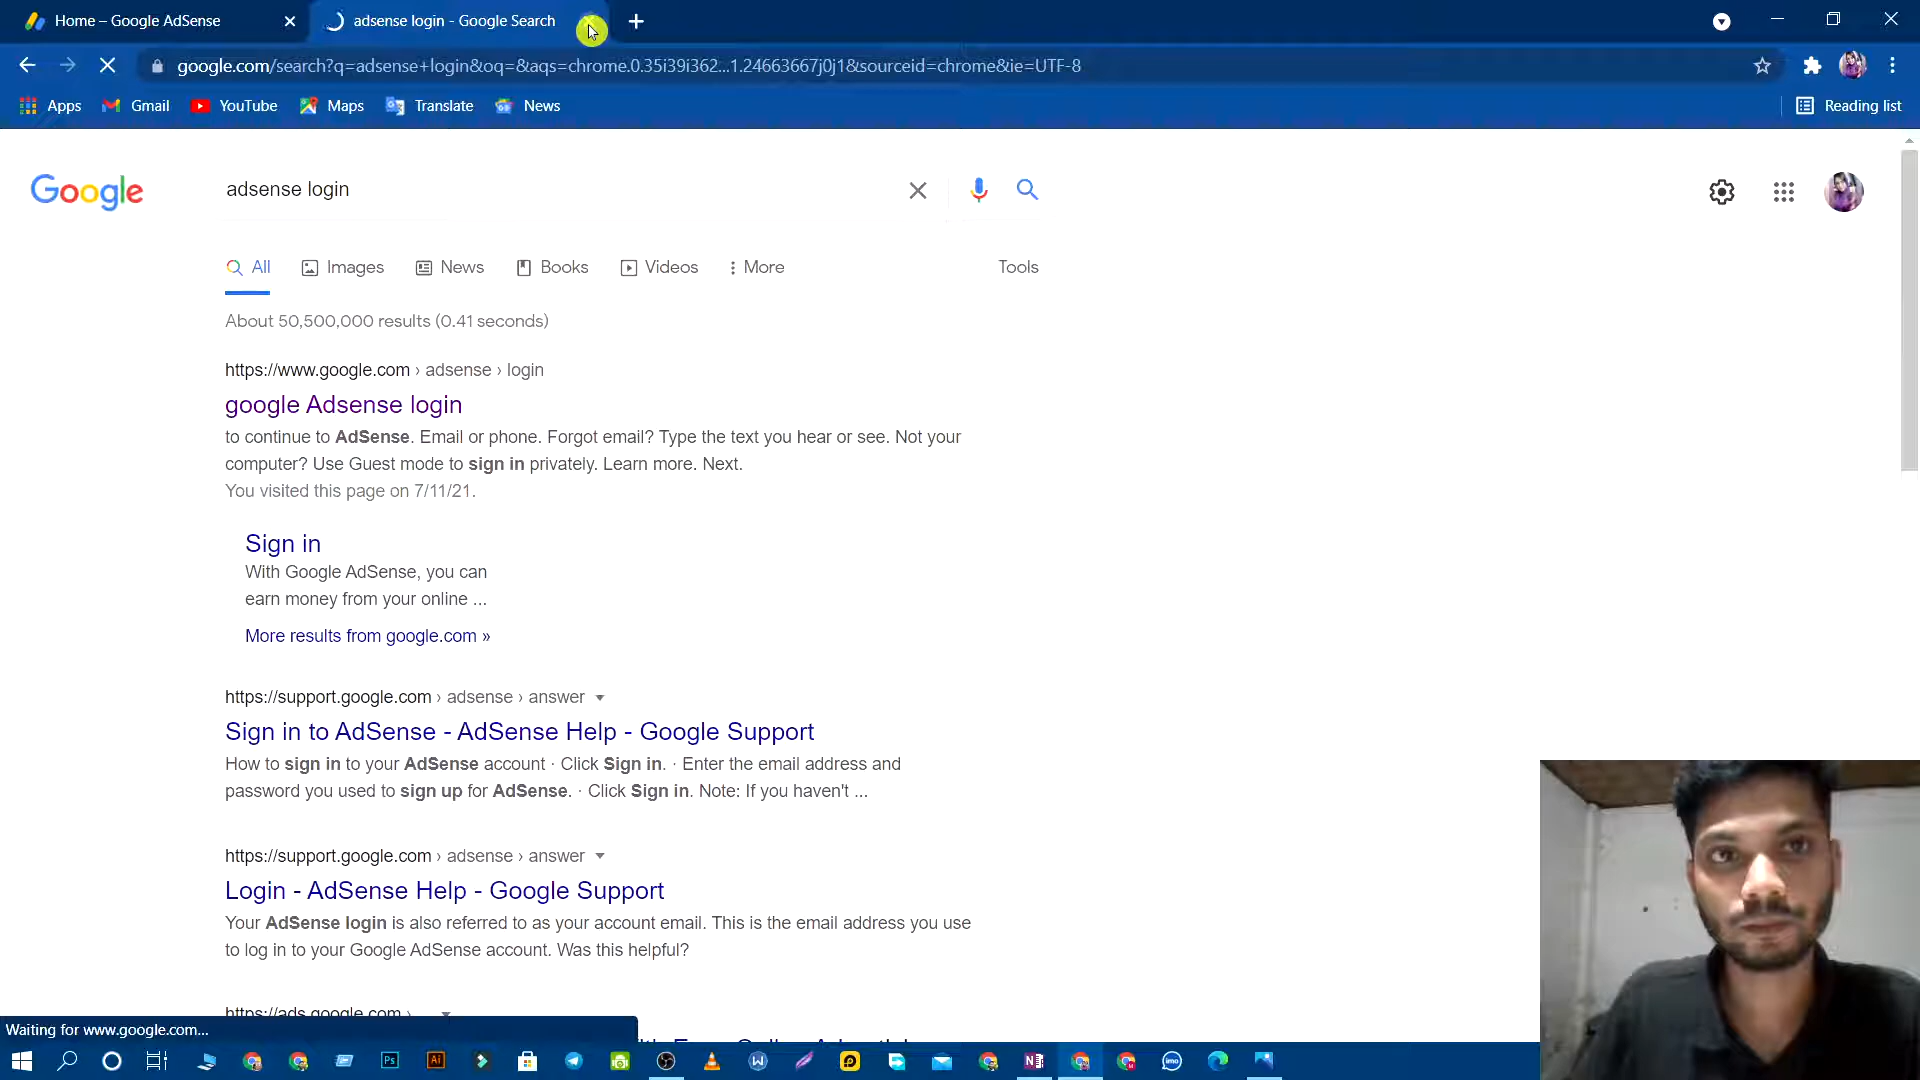 Home – Google AdSense
adsense login - Google Search
google.com/search?q=adsense+login&oq=&aqs=chrome.0.35i39i362...1.24663667j0j1&sourceid=chrome&ie=UTF-8
Apps Gmail YouTube Maps Translate News Reading list
Google
adsense login
All Images News Books Videos More Tools
About 50,500,000 results (0.41 seconds)
https://www.google.com › adsense › login
google Adsense login
to continue to AdSense. Email or phone. Forgot email? Type the text you hear or see. Not your
computer? Use Guest mode to sign in privately. Learn more. Next.
You visited this page on 7/11/21.
Sign in
With Google AdSense, you can
earn money from your online ...
More results from google.com »
https://support.google.com › adsense › answer
Sign in to AdSense - AdSense Help - Google Support
How to sign in to your AdSense account · Click Sign in. · Enter the email address and
password you used to sign up for AdSense. · Click Sign in. Note: If you haven't ...
https://support.google.com › adsense › answer
Login - AdSense Help - Google Support
Your AdSense login is also referred to as your account email. This is the email address you use
to log in to your Google AdSense account. Was this helpful?
https://ads.google.com ›
Waiting for www.google.com...
Ps Ai imo